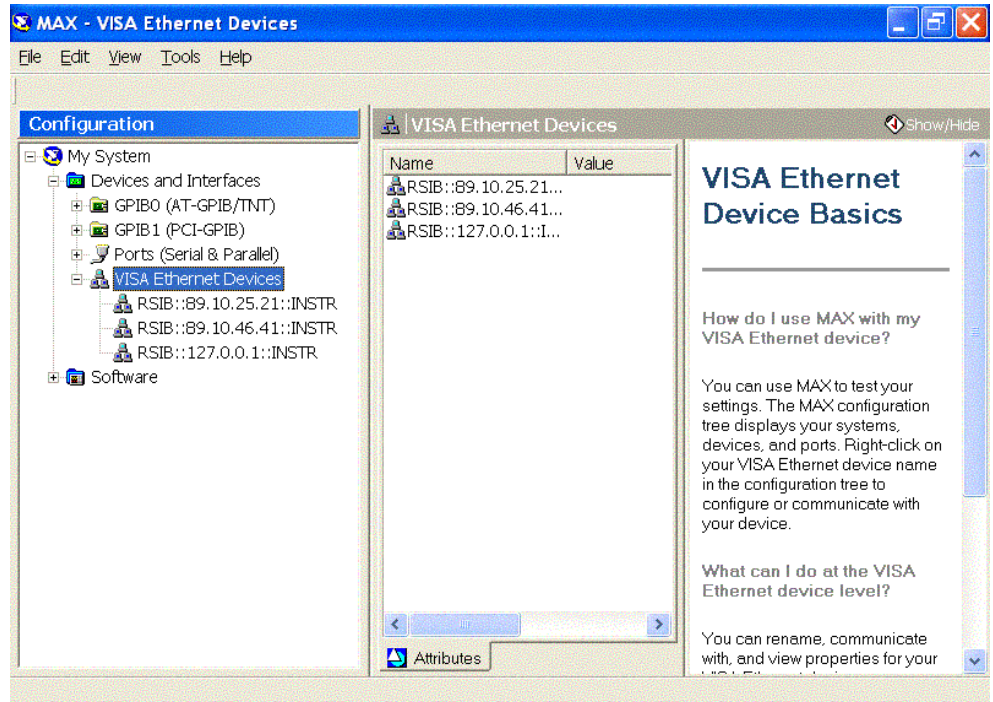 MAX - VISA Ethernet Devices
File Edit View Tools Help
Configuration
My System
Devices and Interfaces
GPIB0 (AT-GPIB/TNT)
GPIB1 (PCI-GPIB)
Ports (Serial & Parallel)
VISA Ethernet Devices
RSIB::89.10.25.21::INSTR
RSIB::89.10.46.41::INSTR
RSIB::127.0.0.1::INSTR
Software
VISA Ethernet Devices
Show/Hide
Name Value
RSIB::89.10.25.21...
RSIB::89.10.46.41...
RSIB::127.0.0.1::I...
Attributes
VISA Ethernet
Device Basics
How do I use MAX with my
VISA Ethernet device?
You can use MAX to test your
settings. The MAX configuration
tree displays your systems,
devices, and ports. Right-click on
your VISA Ethernet device name
in the configuration tree to
configure or communicate with
your device.
What can I do at the VISA
Ethernet device level?
You can rename, communicate
with, and view properties for your